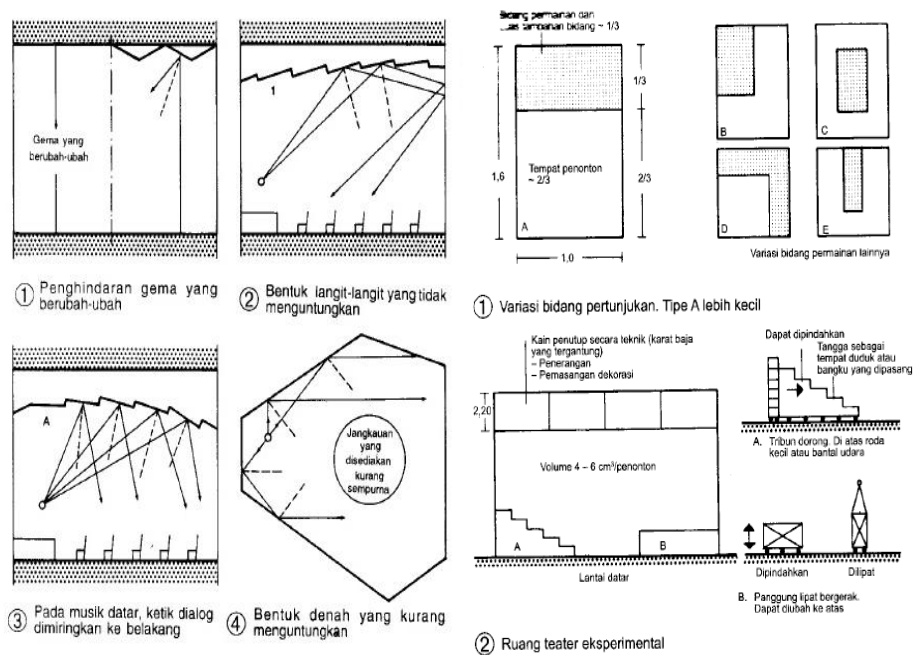 Gema yang
berubah-ubah
① Penghindaran gema yang
berubah-ubah
1
② Bentuk langit-langit yang tidak
menguntungkan
A
③ Pada musik datar, ketik dialog
dimiringkan ke belakang
Jangkauan
yang
disediakan
kurang
sempurna
④ Bentuk denah yang kurang
menguntungkan
Bidang permainan dan
tambahan bidang ~ 1/3
1/3
1,6
Tempat penonton
~ 2/3
2/3
A
1,0
B
C
D
E
Variasi bidang permainan lainnya
① Variasi bidang pertunjukan. Tipe A lebih kecil
Kain penutup secara teknik (karat baja
yang tergantung)
– Penerangan
– Pemasangan dekorasi
2,20
Volume 4 – 6 cm³/penonton
A
B
Lantai datar
Dapat dipindahkan
Tangga sebagai
tempat duduk atau
bangku yang dipasang
A. Tribun dorong. Di atas roda
kecil atau bantal udara
Dipindahkan
Dilipat
B. Panggung lipat bergerak.
Dapat diubah ke atas
② Ruang teater eksperimental